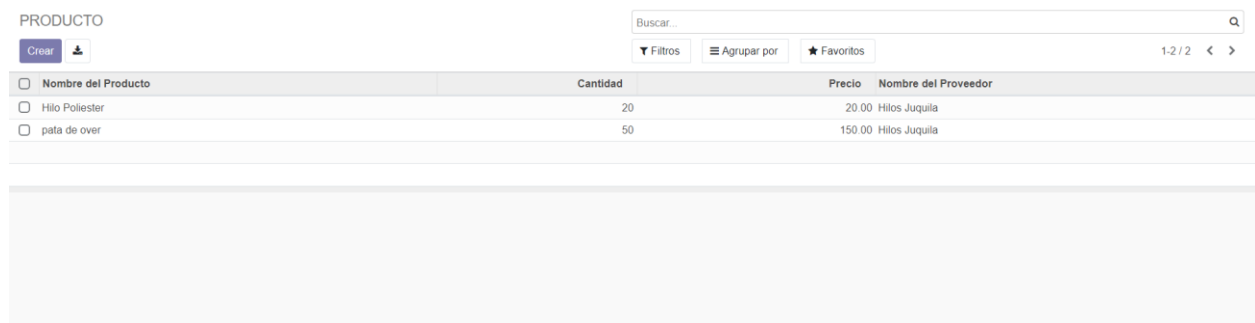 PRODUCTO
Buscar...
Crear
Filtros Agrupar por Favoritos 1-2 / 2
Nombre del Producto Cantidad Precio Nombre del Proveedor
Hilo Poliester 20 20.00 Hilos Juquila
pata de over 50 150.00 Hilos Juquila